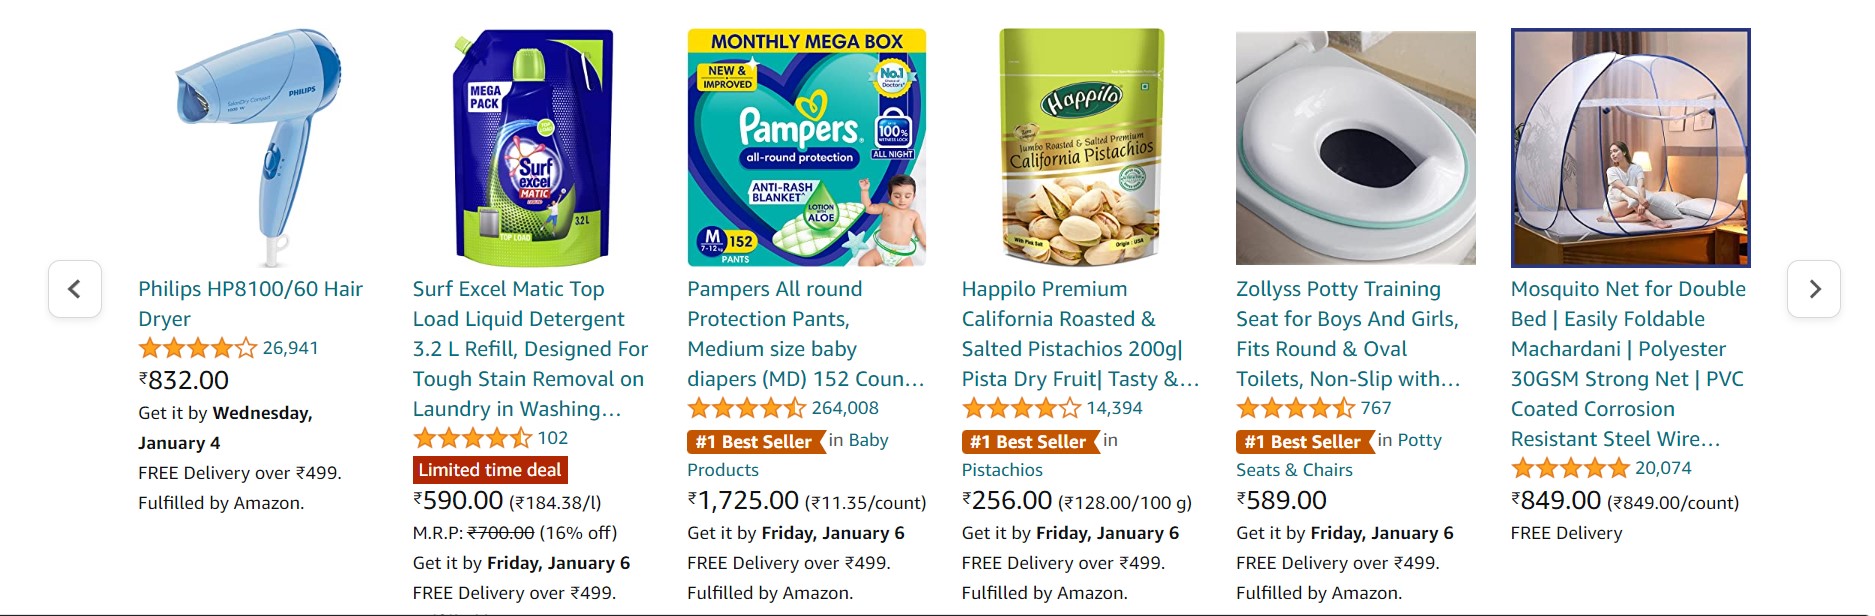 PHILIPS
MEGA
PACK
Surf
excel
MATIC
TOP LOAD
3.2 L
MONTHLY MEGA BOX
NEW &
IMPROVED
No.1
Pampers
all-round protection
100%
WETNESS LOCK
ALL NIGHT
ANTI-RASH
BLANKET
LOTION
ALOE
M
7-12
152
PANTS
Happilo
Jumbo Roasted & Salted Premium
California Pistachios
With Pink Salt
Origin : USA
Philips HP8100/60 Hair
Dryer
26,941
₹832.00
Get it by Wednesday,
January 4
FREE Delivery over ₹499.
Fulfilled by Amazon.
Surf Excel Matic Top
Load Liquid Detergent
3.2 L Refill, Designed For
Tough Stain Removal on
Laundry in Washing…
102
Limited time deal
₹590.00 (₹184.38/l)
M.R.P: ₹700.00 (16% off)
Get it by Friday, January 6
FREE Delivery over ₹499.
Pampers All round
Protection Pants,
Medium size baby
diapers (MD) 152 Coun…
264,008
#1 Best Seller in Baby
Products
₹1,725.00 (₹11.35/count)
Get it by Friday, January 6
FREE Delivery over ₹499.
Fulfilled by Amazon.
Happilo Premium
California Roasted &
Salted Pistachios 200g|
Pista Dry Fruit| Tasty &…
14,394
#1 Best Seller in
Pistachios
₹256.00 (₹128.00/100 g)
Get it by Friday, January 6
FREE Delivery over ₹499.
Fulfilled by Amazon.
Zollyss Potty Training
Seat for Boys And Girls,
Fits Round & Oval
Toilets, Non-Slip with…
767
#1 Best Seller in Potty
Seats & Chairs
₹589.00
Get it by Friday, January 6
FREE Delivery over ₹499.
Fulfilled by Amazon.
Mosquito Net for Double
Bed | Easily Foldable
Machardani | Polyester
30GSM Strong Net | PVC
Coated Corrosion
Resistant Steel Wire…
20,074
₹849.00 (₹849.00/count)
FREE Delivery